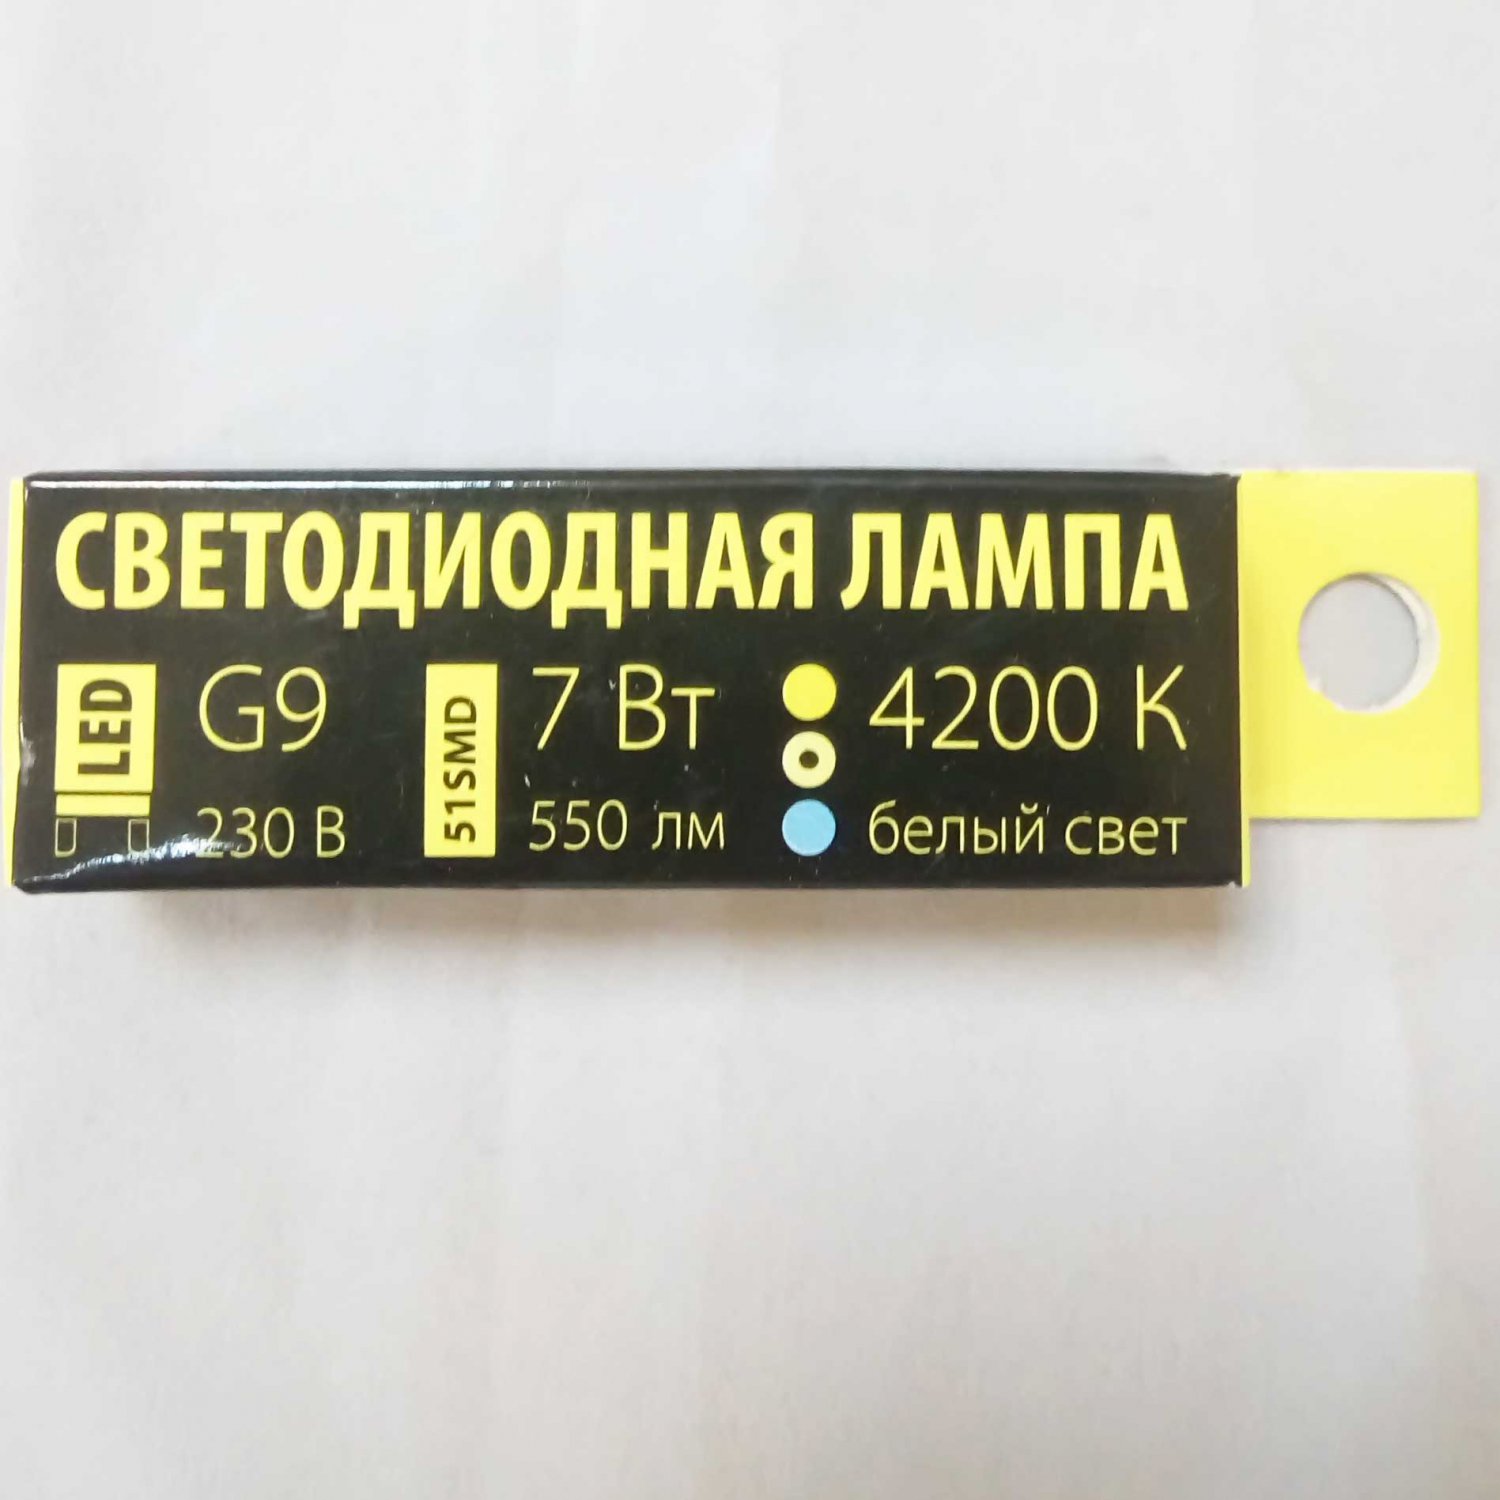 СВЕТОДИОДНАЯ ЛАМПА
LED G9 51SMD 7 Вт 4200 К
230 В 550 лм белый свет